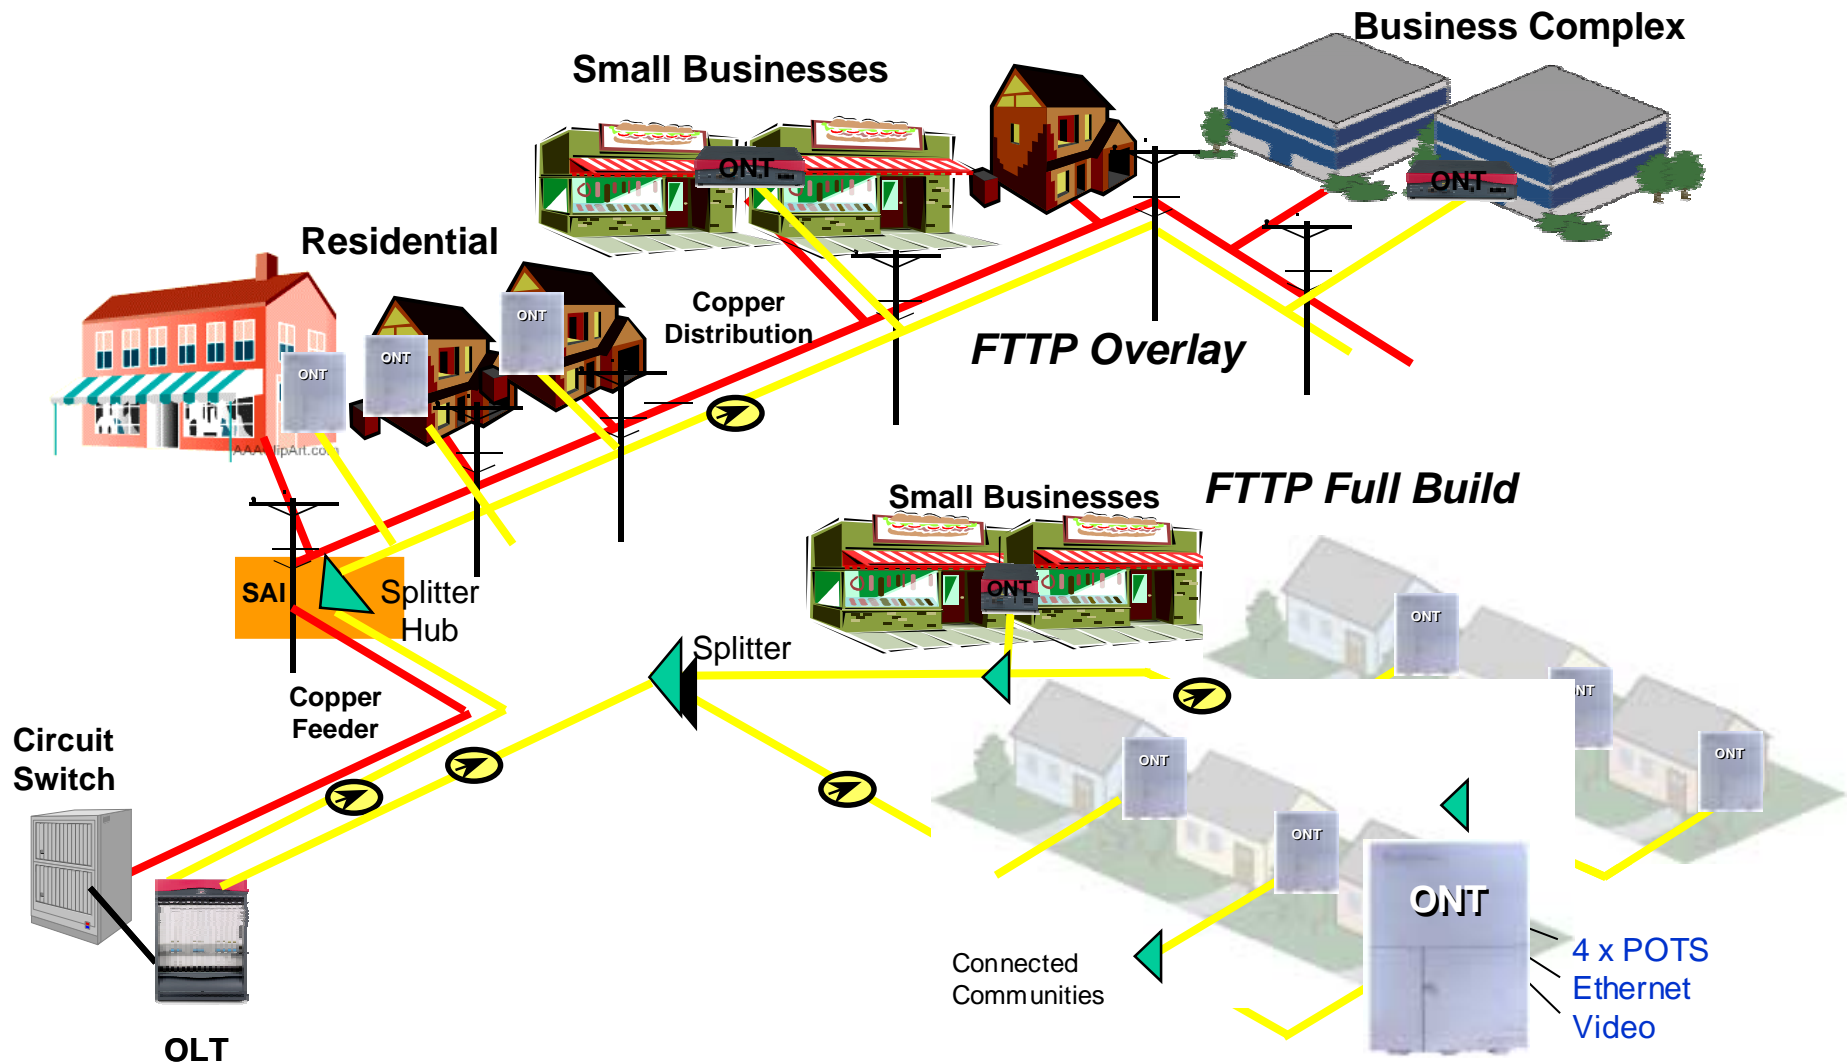 Business Complex
Small Businesses
ONT
ONT
Residential
ONT
ONT
ONT
Copper
Distribution
FTTP Overlay
AAAClipArt.com
FTTP Full Build
Small Businesses
ONT
SAI
Splitter
Hub
Splitter
ONT
ONT
ONT
ONT
ONT
Copper
Feeder
Circuit
Switch
ONT
4 x POTS
Ethernet
Video
Connected
Communities
OLT